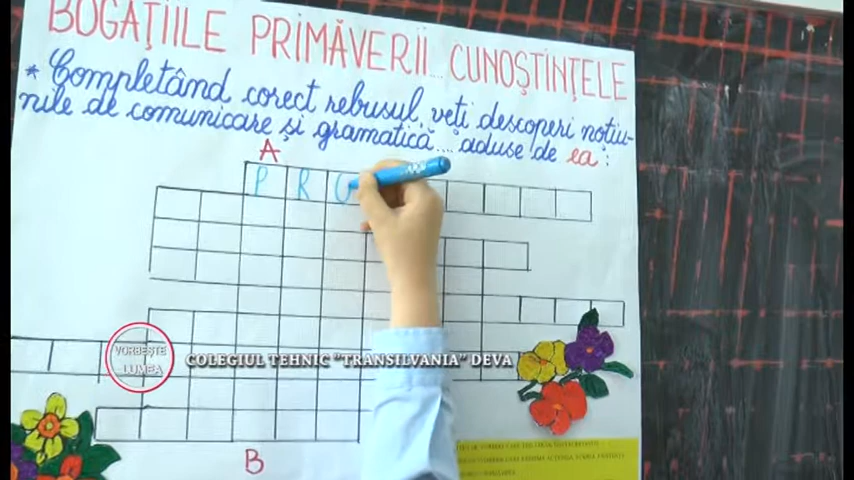 BOGAȚIILE PRIMĂVERII... CUNOȘTINȚELE
* Completând corect rebusul, veți descoperi noțiu-
nile de comunicare și gramatică.... aduse de ea:
A
P R
VORBEȘTE
LUMEA
COLEGIUL TEHNIC "TRANSILVANIA" DEVA
B